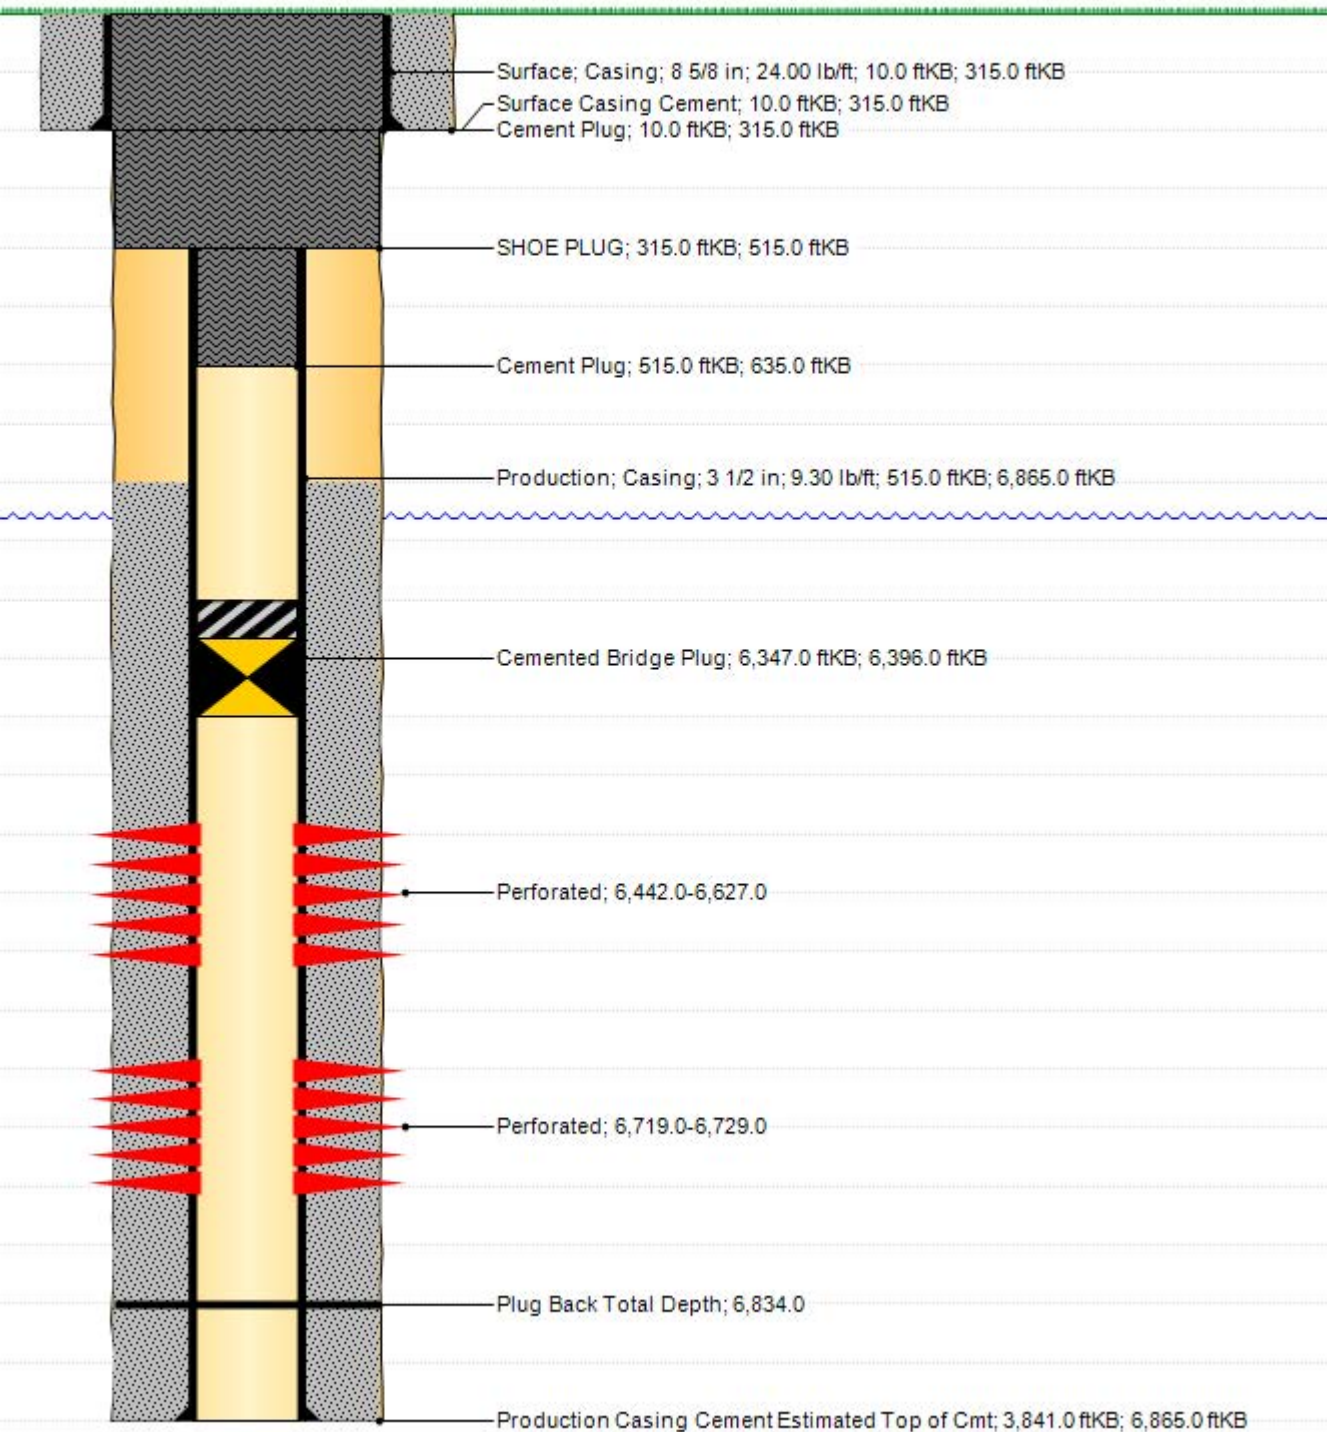 Surface; Casing; 8 5/8 in; 24.00 lb/ft; 10.0 ftKB; 315.0 ftKB
Surface Casing Cement; 10.0 ftKB; 315.0 ftKB
Cement Plug; 10.0 ftKB; 315.0 ftKB
SHOE PLUG; 315.0 ftKB; 515.0 ftKB
Cement Plug; 515.0 ftKB; 635.0 ftKB
Production; Casing; 3 1/2 in; 9.30 lb/ft; 515.0 ftKB; 6,865.0 ftKB
Cemented Bridge Plug; 6,347.0 ftKB; 6,396.0 ftKB
Perforated; 6,442.0-6,627.0
Perforated; 6,719.0-6,729.0
Plug Back Total Depth; 6,834.0
Production Casing Cement Estimated Top of Cmt; 3,841.0 ftKB; 6,865.0 ftKB